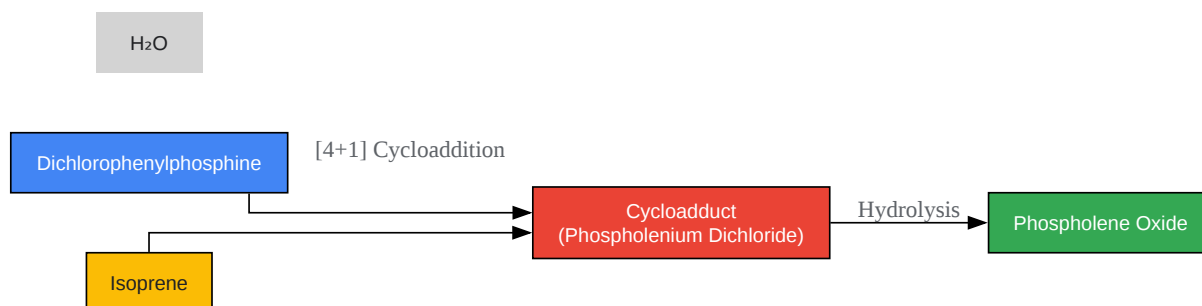 H₂O
Dichlorophenylphosphine
[4+1] Cycloaddition
Cycloadduct
(Phospholenium Dichloride)
Hydrolysis
Phospholene Oxide
Isoprene